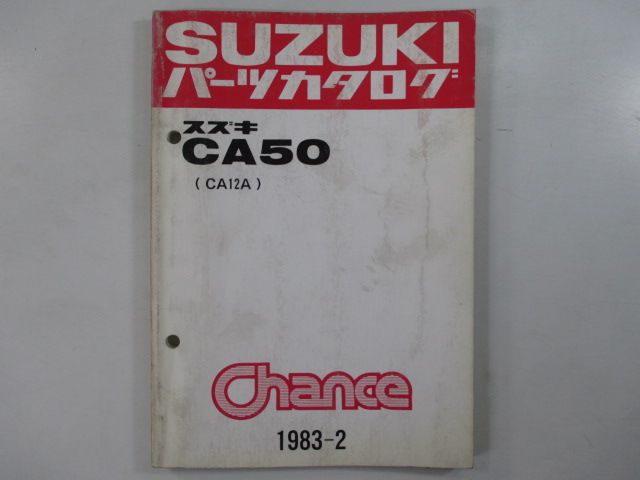 SUZUKI
パーツカタログ
スズキ
CA50
(CA12A)
Chance
1983-2